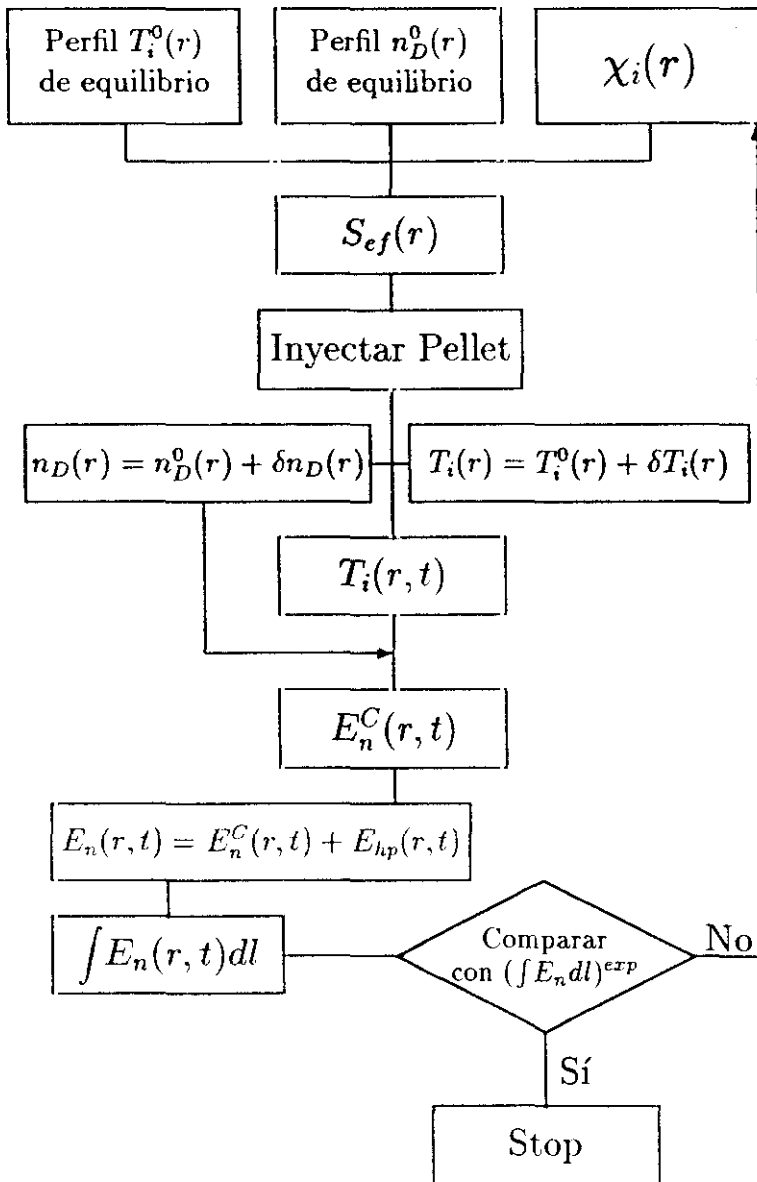 Perfil $T_i^0(r)$
de equilibrio
Perfil $n_D^0(r)$
de equilibrio
$\chi_i(r)$
$S_{ef}(r)$
Inyectar Pellet
$n_D(r) = n_D^0(r) + \delta n_D(r)$
$T_i(r) = T_i^0(r) + \delta T_i(r)$
$T_i(r,t)$
$E_n^C(r,t)$
$E_n(r,t) = E_n^C(r,t) + E_{hp}(r,t)$
$\int E_n(r,t)dl$
Comparar
con $(\int E_n dl)^{exp}$
No
Sí
Stop